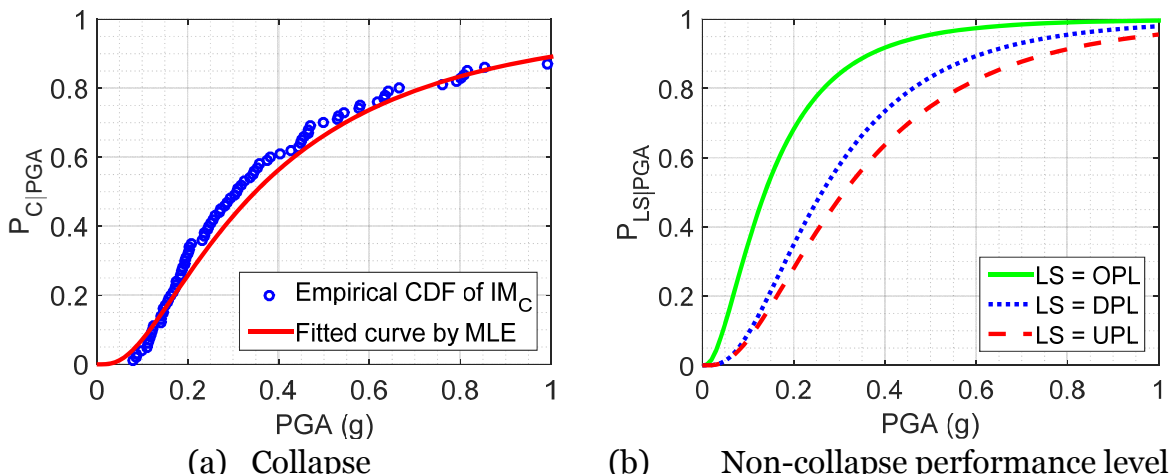 1
0.8
0.6
0.4
0.2
0
P_C|PGA
Empirical CDF of IM_C
Fitted curve by MLE
0 0.2 0.4 0.6 0.8 1
PGA (g)
(a) Collapse
1
0.8
0.6
0.4
0.2
0
P_LS|PGA
LS = OPL
LS = DPL
LS = UPL
0 0.2 0.4 0.6 0.8 1
PGA (g)
(b) Non-collapse performance level